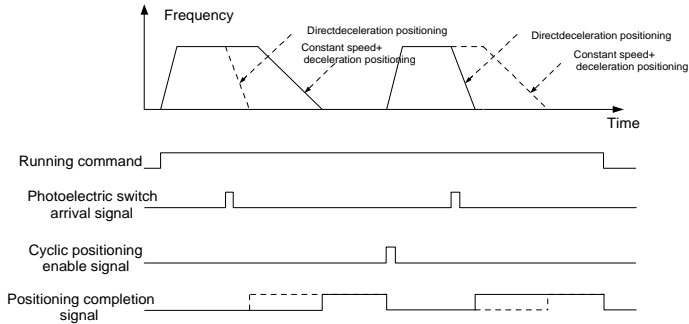 Frequency
Directdeceleration positioning
Constant speed+
deceleration positioning
Directdeceleration positioning
Constant speed+
deceleration positioning
Time
Running command
Photoelectric switch
arrival signal
Cyclic positioning
enable signal
Positioning completion
signal